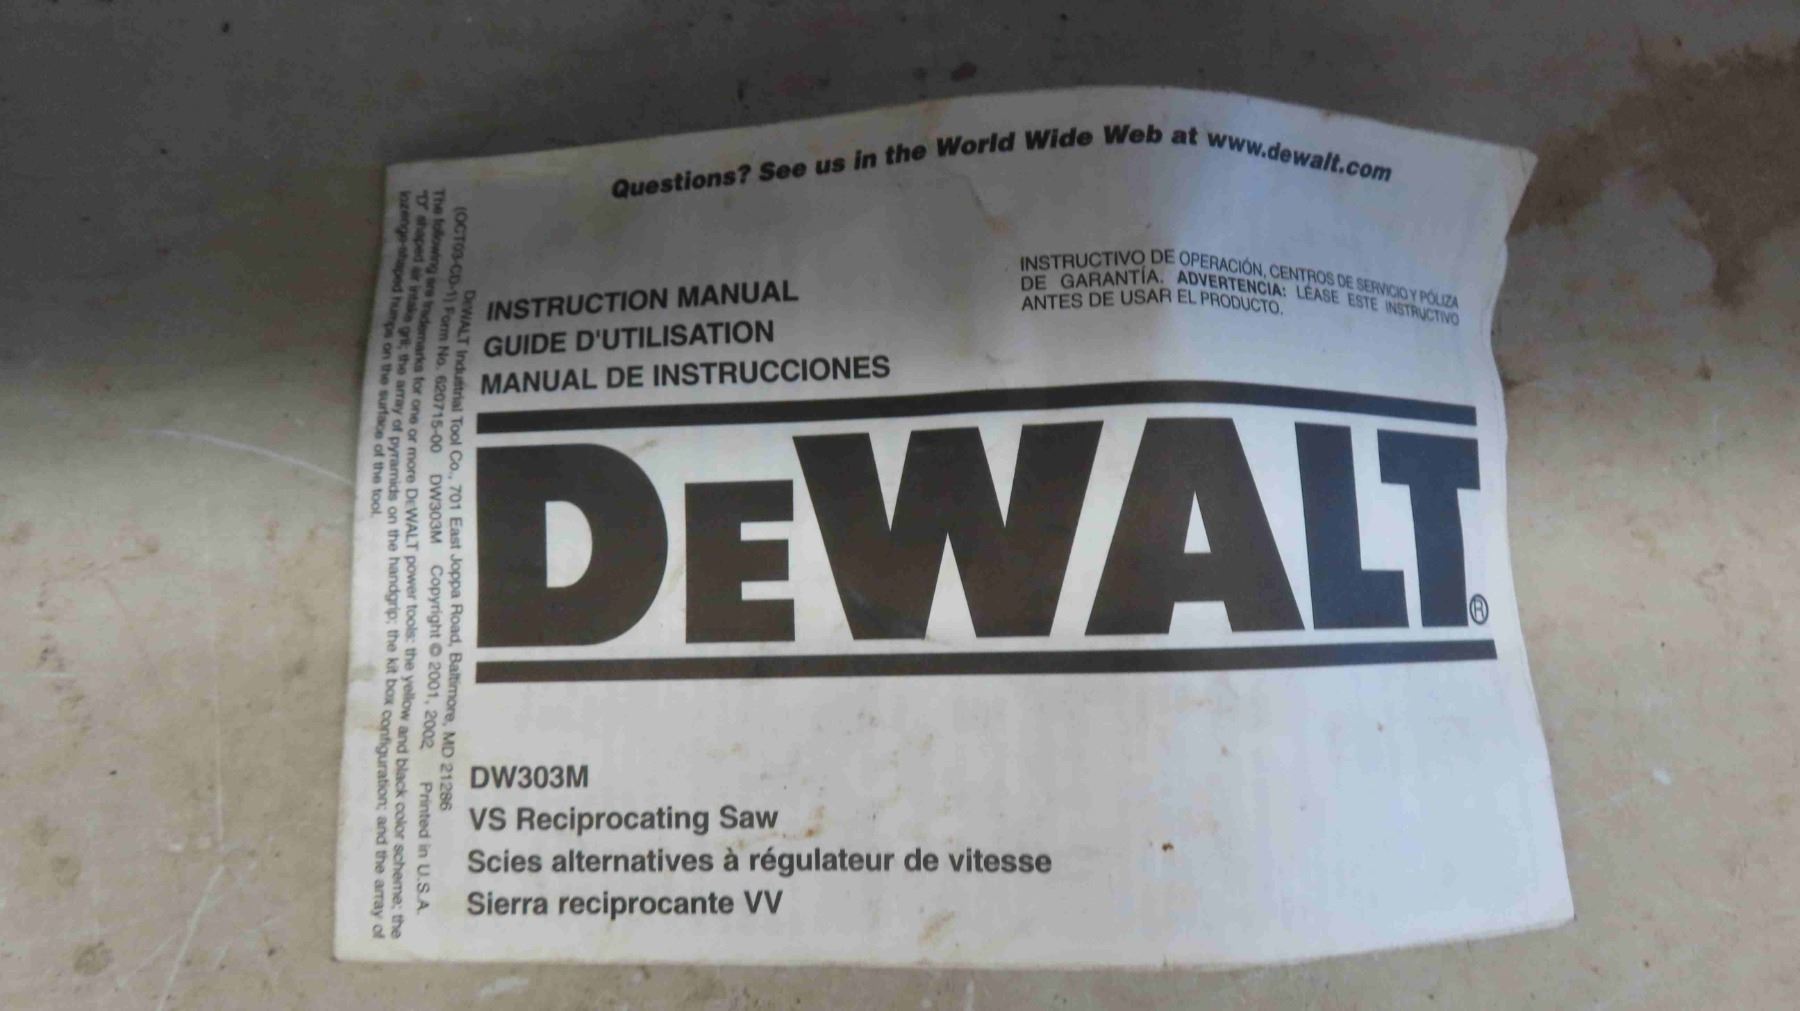 Questions? See us in the World Wide Web at www.dewalt.com
INSTRUCTION MANUAL
GUIDE D'UTILISATION
MANUAL DE INSTRUCCIONES
INSTRUCTIVO DE OPERACIÓN, CENTROS DE SERVICIO Y PÓLIZA
DE GARANTÍA. ADVERTENCIA: LÉASE ESTE INSTRUCTIVO
ANTES DE USAR EL PRODUCTO.
DEWALT®
DW303M
VS Reciprocating Saw
Scies alternatives à régulateur de vitesse
Sierra reciprocante VV
DEWALT Industrial Tool Co., 701 East Joppa Road, Baltimore, MD 21286
(OCT03-CD-1) Form No. 620715-00 DW303M Copyright © 2001, 2002 Printed in U.S.A.
The following are trademarks for one or more DEWALT power tools: the yellow and black color scheme; the
"D" shaped air intake grill; the array of pyramids on the handgrip; the kit box configuration; and the array of
lozenge-shaped humps on the surface of the tool.